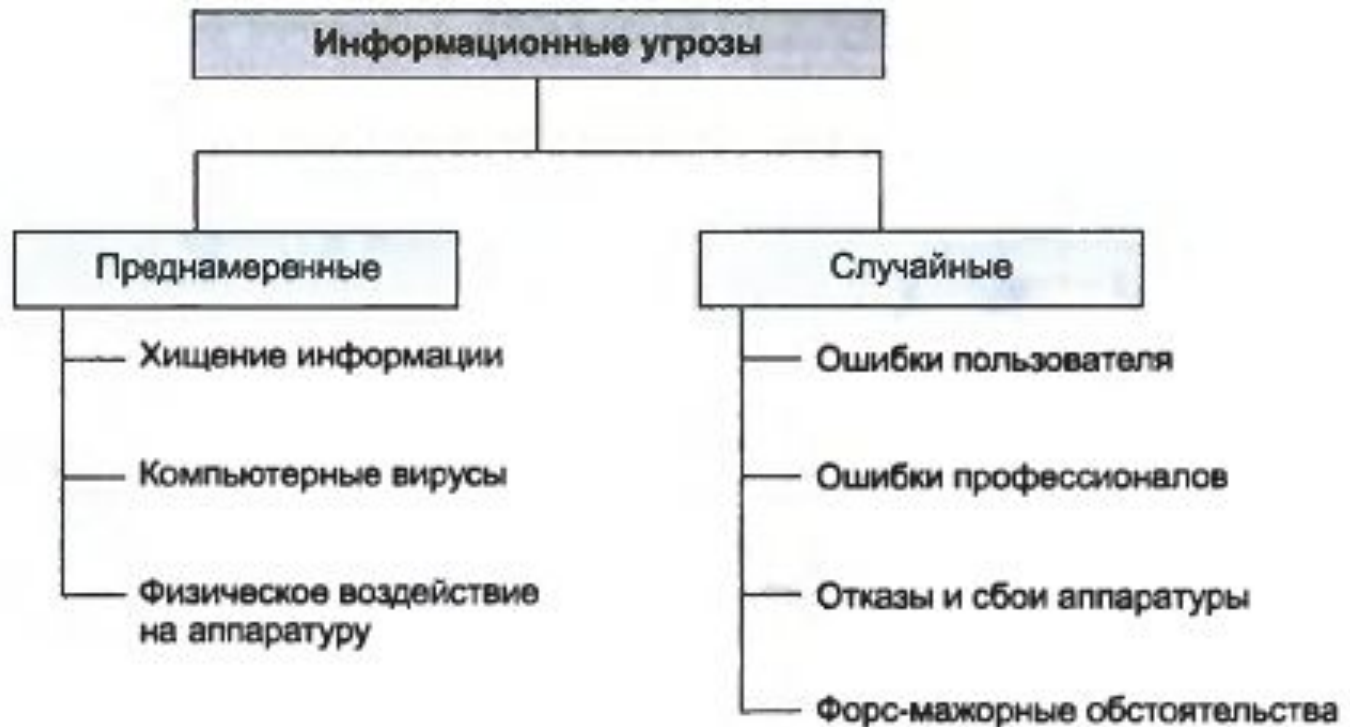 Информационные угрозы
Преднамеренные
Хищение информации
Компьютерные вирусы
Физическое воздействие
на аппаратуру
Случайные
Ошибки пользователя
Ошибки профессионалов
Отказы и сбои аппаратуры
Форс-мажорные обстоятельства